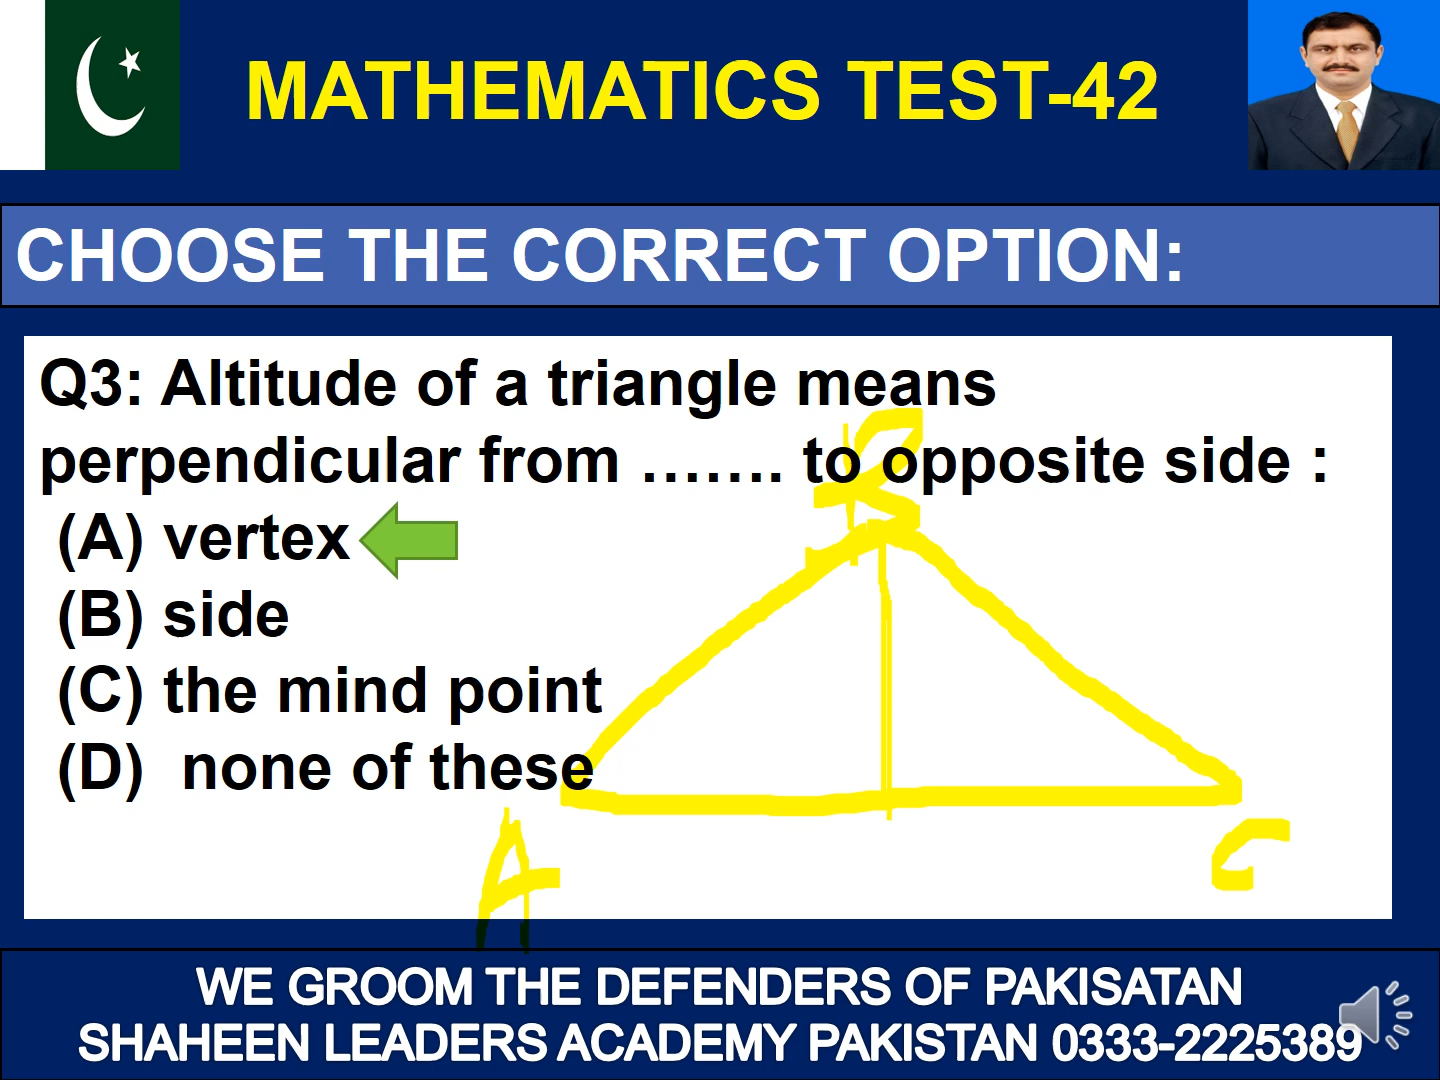 MATHEMATICS TEST-42
CHOOSE THE CORRECT OPTION:
Q3: Altitude of a triangle means
perpendicular from ……. to opposite side :
(A) vertex
(B) side
(C) the mind point
(D) none of these
B
A
C
WE GROOM THE DEFENDERS OF PAKISATAN
SHAHEEN LEADERS ACADEMY PAKISTAN 0333-2225389